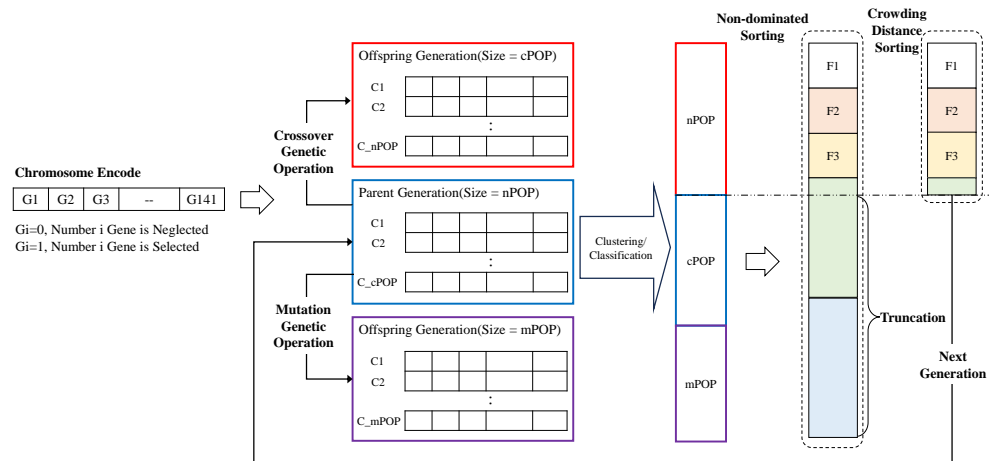 Chromosome Encode
G1 G2 G3 -- G141
Gi=0, Number i Gene is Neglected
Gi=1, Number i Gene is Selected
Crossover
Genetic
Operation
Mutation
Genetic
Operation
Offspring Generation(Size = cPOP)
C1
C2
:
C_nPOP
Parent Generation(Size = nPOP)
C1
C2
:
C_cPOP
Offspring Generation(Size = mPOP)
C1
C2
:
C_mPOP
Clustering/
Classification
nPOP
cPOP
mPOP
Non-dominated
Sorting
F1
F2
F3
Truncation
Crowding
Distance
Sorting
F1
F2
F3
Next
Generation